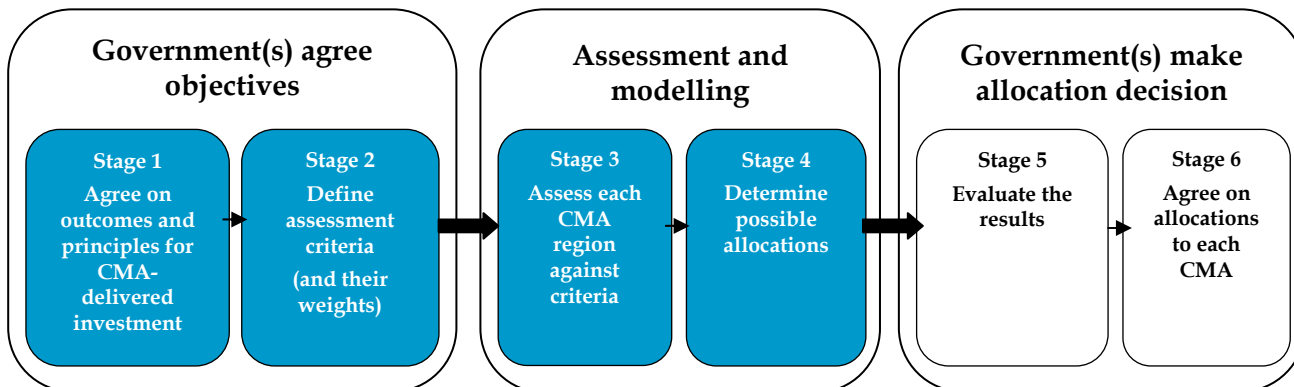 Government(s) agree
objectives
Stage 1
Agree on
outcomes and
principles for
CMA-
delivered
investment
Stage 2
Define
assessment
criteria
(and their
weights)
Assessment and
modelling
Stage 3
Assess each
CMA
region
against
criteria
Stage 4
Determine
possible
allocations
Government(s) make
allocation decision
Stage 5
Evaluate the
results
Stage 6
Agree on
allocations
to each
CMA